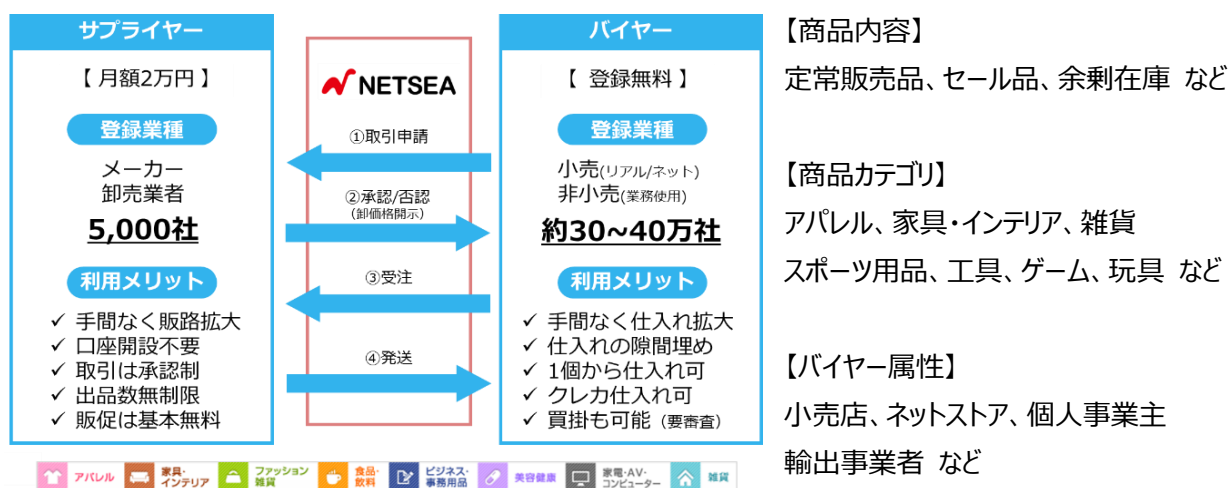 サプライヤー
【 月額2万円 】
登録業種
メーカー
卸売業者
5,000社
利用メリット
✓ 手間なく販路拡大
✓ 口座開設不要
✓ 取引は承認制
✓ 出品数無制限
✓ 販促は基本無料
NETSEA
①取引申請
②承認/否認
(卸価格開示)
③受注
④発送
バイヤー
【 登録無料 】
登録業種
小売(リアル/ネット)
非小売(業務使用)
約30~40万社
利用メリット
✓ 手間なく仕入れ拡大
✓ 仕入れの隙間埋め
✓ 1個から仕入れ可
✓ クレカ仕入れ可
✓ 買掛も可能（要審査）
アパレル
家具・
インテリア
ファッション
雑貨
食品・
飲料
ビジネス・
事務用品
美容健康
家電・AV・
コンピューター
雑貨
【商品内容】
定常販売品、セール品、余剰在庫 など
【商品カテゴリ】
アパレル、家具・インテリア、雑貨
スポーツ用品、工具、ゲーム、玩具 など
【バイヤー属性】
小売店、ネットストア、個人事業主
輸出事業者 など